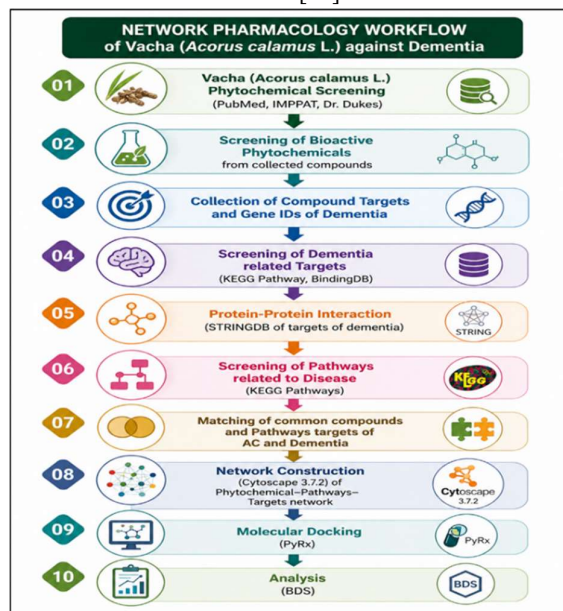 NETWORK PHARMACOLOGY WORKFLOW
of Vacha (Acorus calamus L.) against Dementia
01
Vacha (Acorus calamus L.)
Phytochemical Screening
(PubMed, IMPPAT, Dr. Dukes)
02
Screening of Bioactive
Phytochemicals
from collected compounds
03
Collection of Compound Targets
and Gene IDs of Dementia
04
Screening of Dementia
related Targets
(KEGG Pathway, BindingDB)
05
Protein-Protein Interaction
(STRINGDB of targets of dementia)
STRING
06
Screening of Pathways
related to Disease
(KEGG Pathways)
KEGG
07
Matching of common compounds
and Pathways targets of
AC and Dementia
08
Network Construction
(Cytoscape 3.7.2) of
Phytochemical–Pathways–
Targets network
Cytoscape
3.7.2
09
Molecular Docking
(PyRx)
PyRx
10
Analysis
(BDS)
BDS